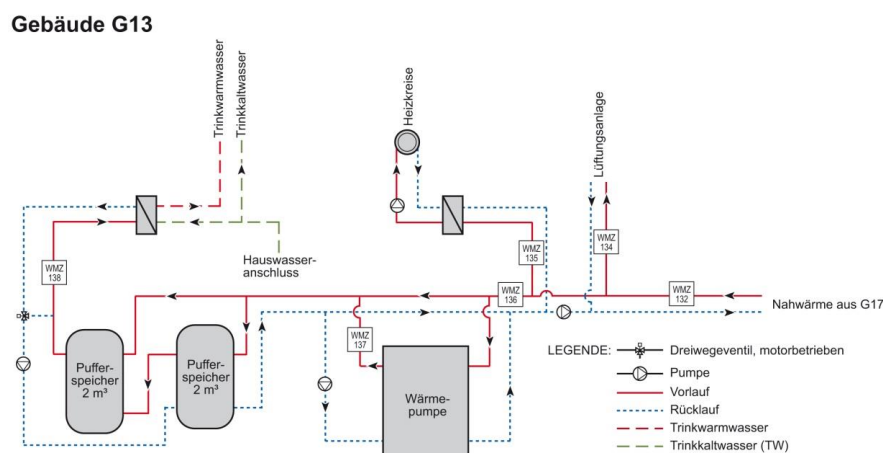 Gebäude G13
Trinkwarmwasser
Trinkkaltwasser
Heizkreise
Lüftungsanlage
WMZ
138
Hauswasser-
anschluss
WMZ
135
WMZ
134
WMZ
136
WMZ
132
Nahwärme aus G17
WMZ
137
Puffer-
speicher
2 m³
Puffer-
speicher
2 m³
Wärme-
pumpe
LEGENDE:
Dreiwegeventil, motorbetrieben
Pumpe
Vorlauf
Rücklauf
Trinkwarmwasser
Trinkkaltwasser (TW)